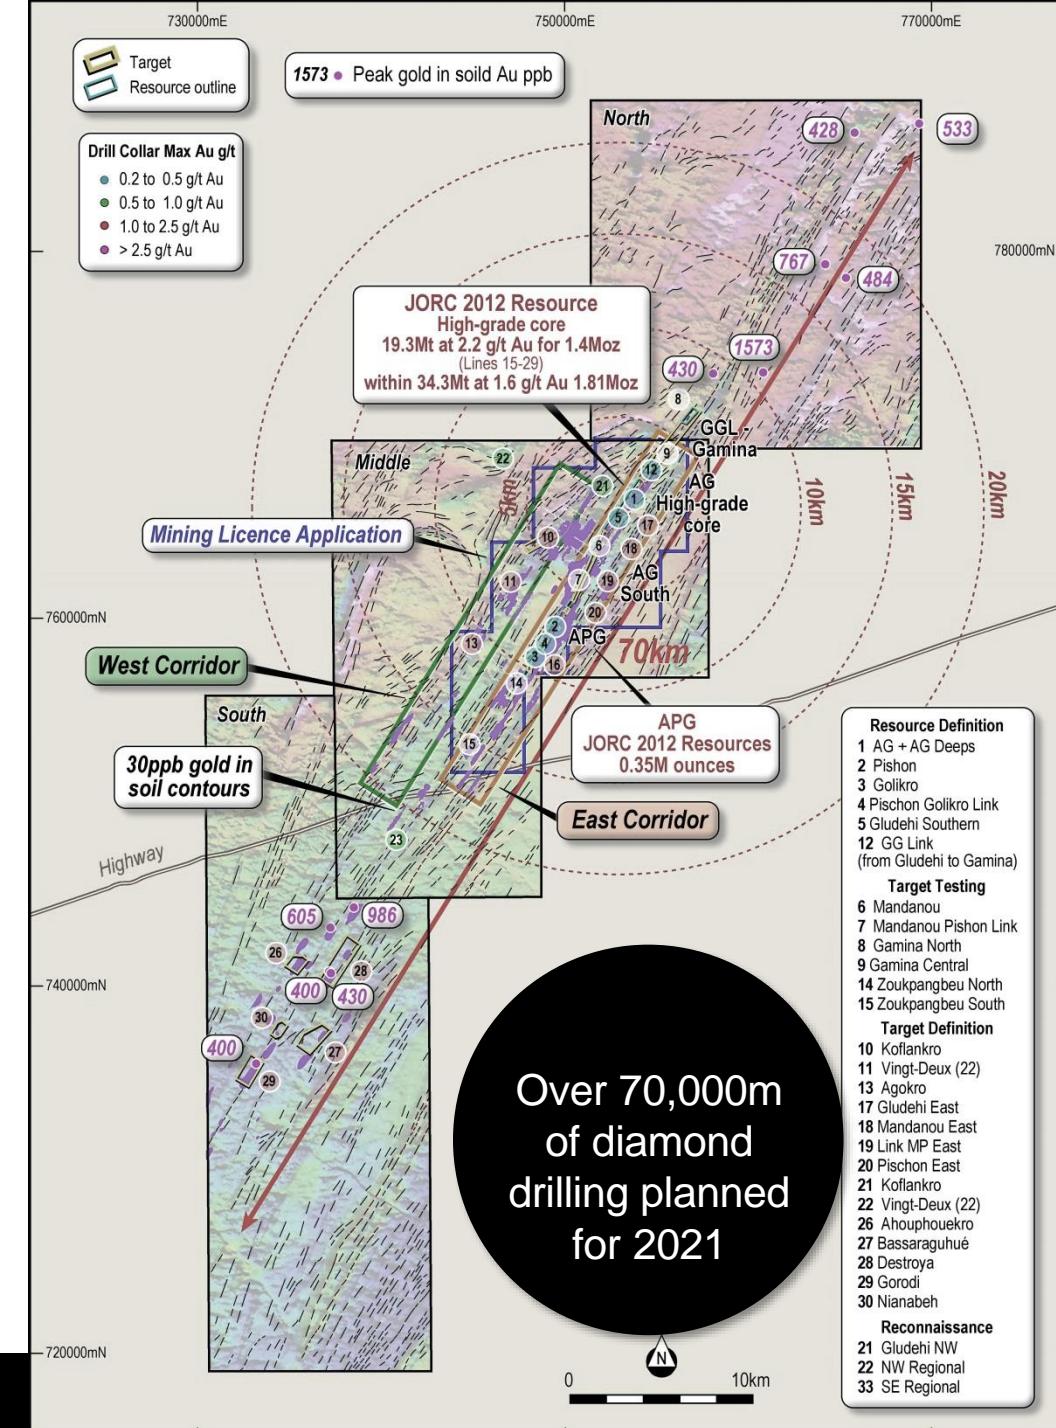 730000mE
750000mE
770000mE
Target
Resource outline
1573 Peak gold in soild Au ppb
Drill Collar Max Au g/t
0.2 to 0.5 g/t Au
0.5 to 1.0 g/t Au
1.0 to 2.5 g/t Au
> 2.5 g/t Au
North
428
533
780000mN
767
484
JORC 2012 Resource
High-grade core
19.3Mt at 2.2 g/t Au for 1.4Moz
(Lines 15-29)
within 34.3Mt at 1.6 g/t Au 1.81Moz
1573
430
8
GGL -
Gamina
9
Middle
22
12
21
AG
High-grade
core
1
5
17
5km
10km
15km
20km
Mining Licence Application
10
6
18
11
7
19
AG
South
760000mN
20
2
APG
13
4
3
16
70km
West Corridor
14
South
APG
JORC 2012 Resources
0.35M ounces
15
30ppb gold in
soil contours
East Corridor
23
Highway
605
986
26
28
400
430
30
400
27
29
740000mN
720000mN
Over 70,000m
of diamond
drilling planned
for 2021
N
0
10km
Resource Definition
1 AG + AG Deeps
2 Pishon
3 Golikro
4 Pischon Golikro Link
5 Gludehi Southern
12 GG Link
(from Gludehi to Gamina)
Target Testing
6 Mandanou
7 Mandanou Pishon Link
8 Gamina North
9 Gamina Central
14 Zoukpangbeu North
15 Zoukpangbeu South
Target Definition
10 Koflankro
11 Vingt-Deux (22)
13 Agokro
17 Gludehi East
18 Mandanou East
19 Link MP East
20 Pischon East
21 Koflankro
22 Vingt-Deux (22)
26 Ahouphouekro
27 Bassaraguhué
28 Destroya
29 Gorodi
30 Nianabeh
Reconnaissance
21 Gludehi NW
22 NW Regional
33 SE Regional